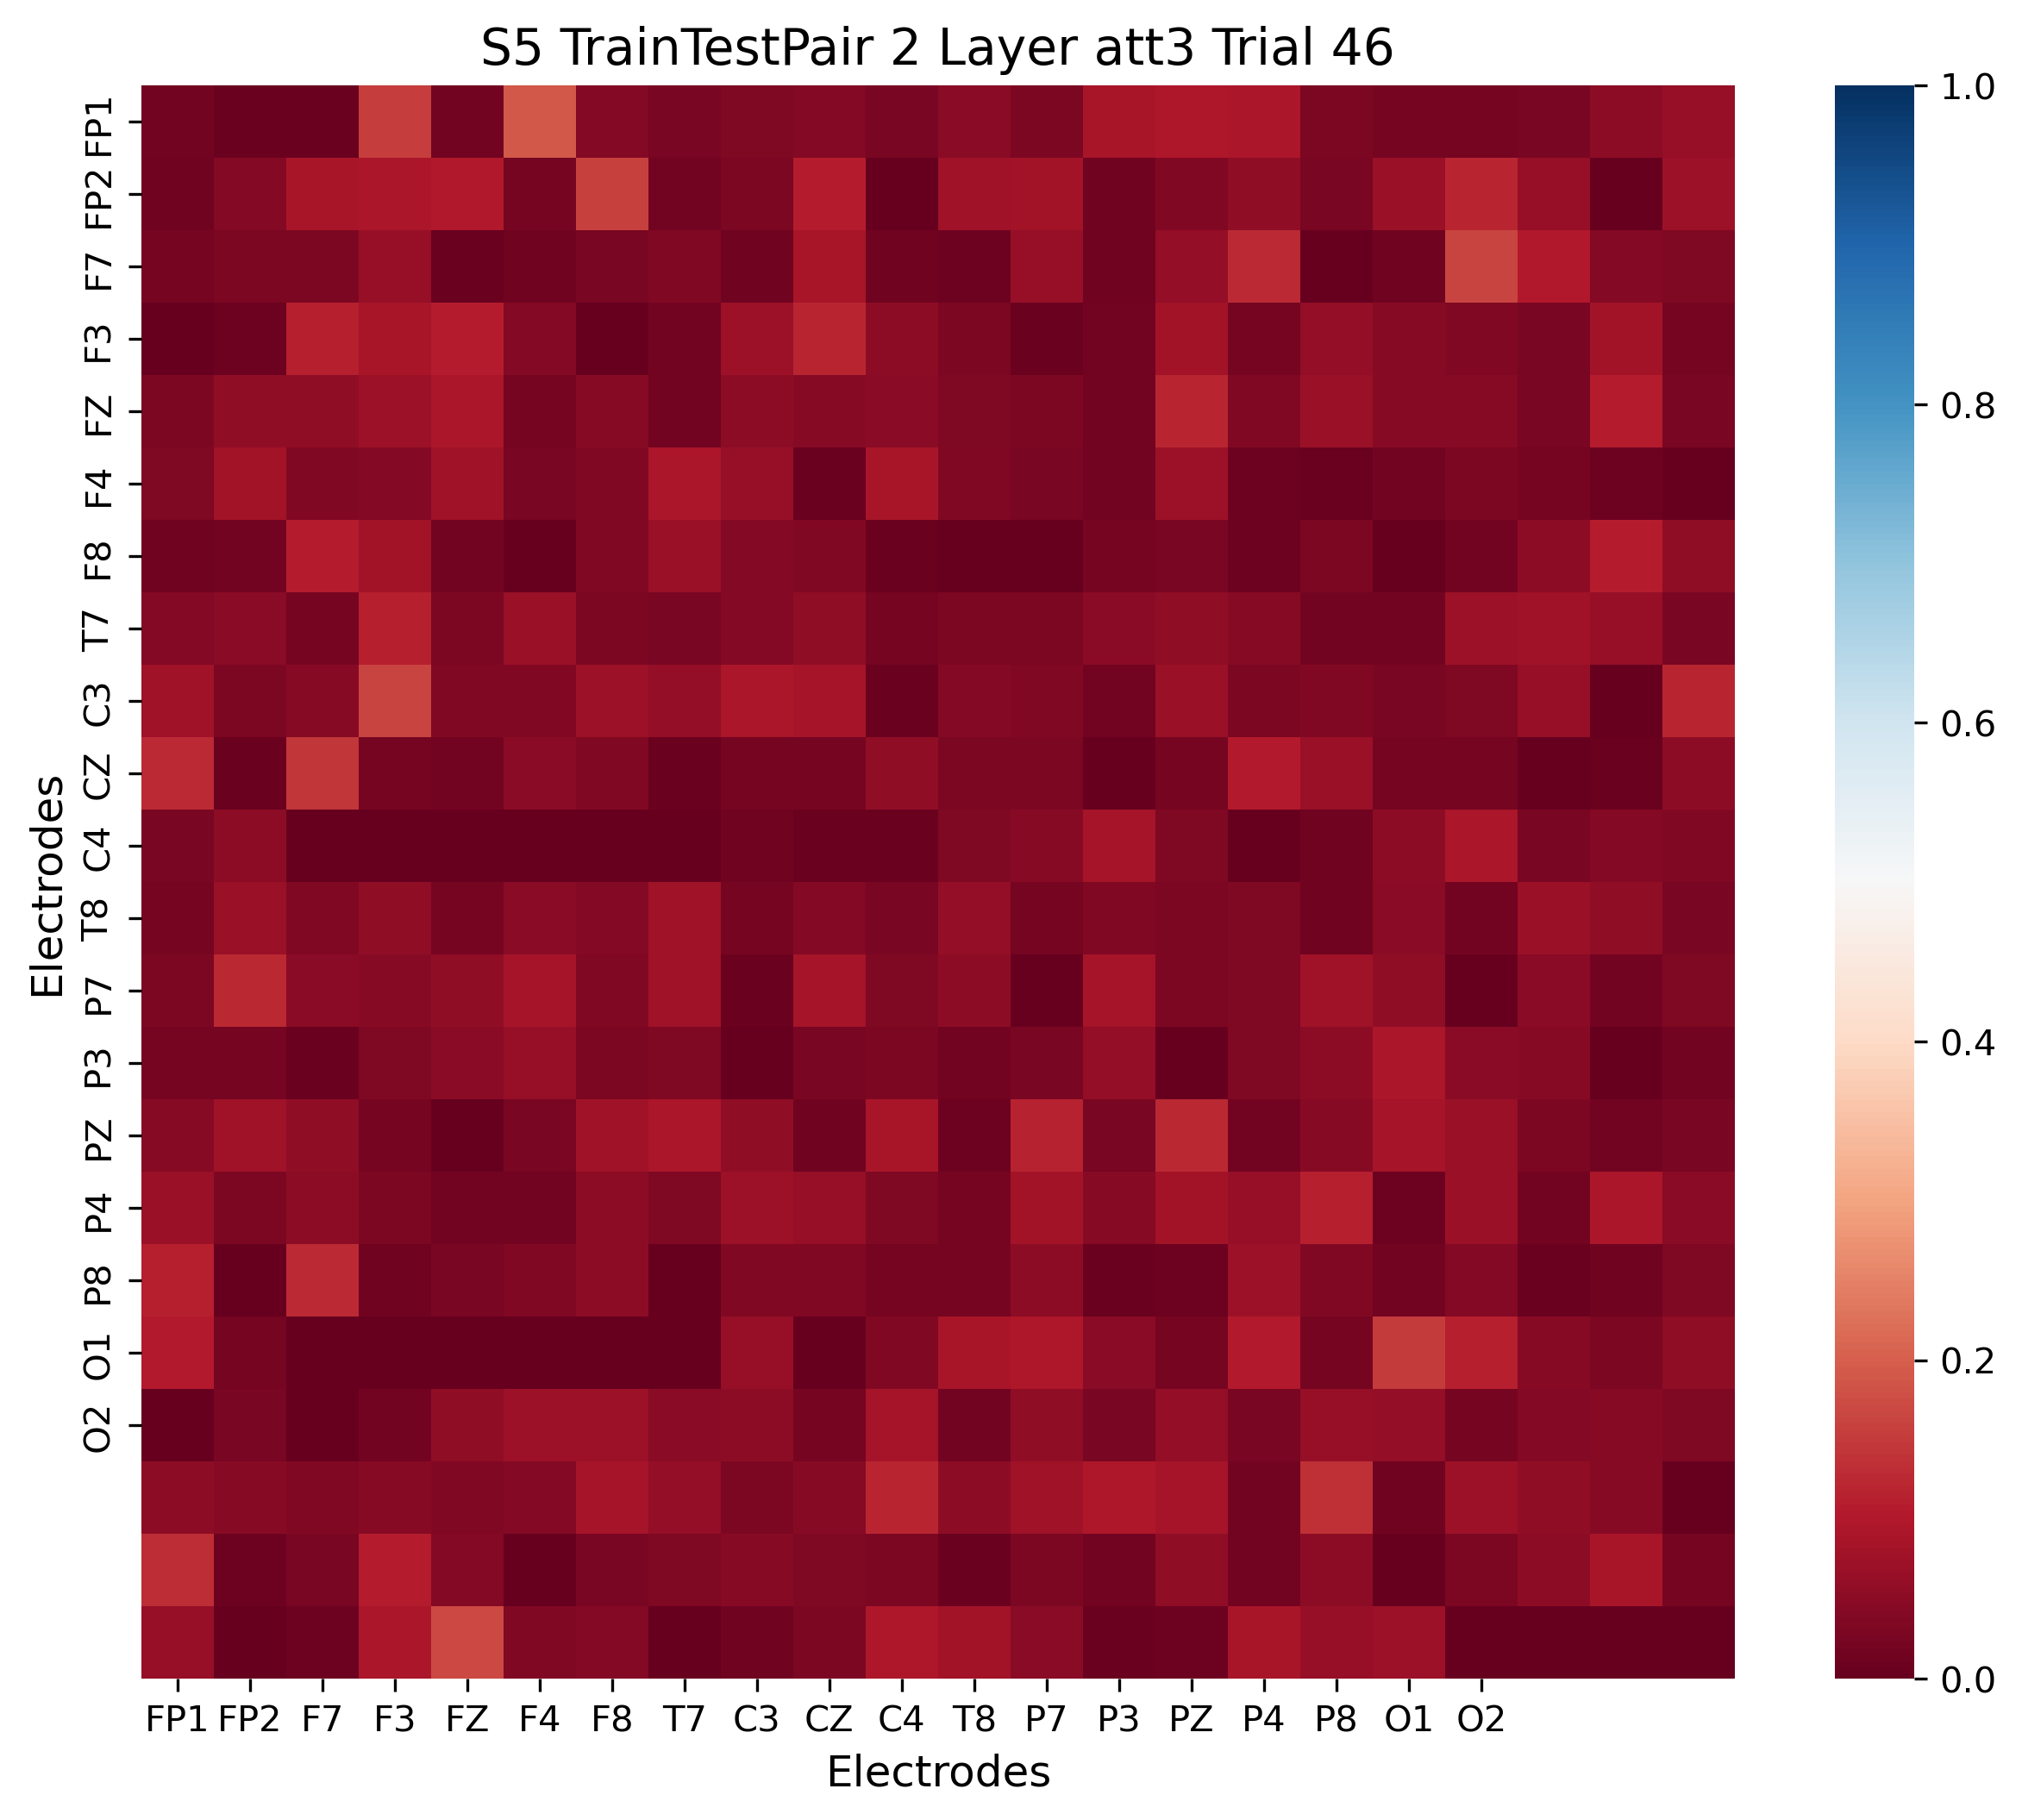 S5 TrainTestPair 2 Layer att3 Trial 46
Electrodes
FP1
FP2
F7
F3
FZ
F4
F8
T7
C3
CZ
C4
T8
P7
P3
PZ
P4
P8
O1
O2
FP1 FP2 F7 F3 FZ F4 F8 T7 C3 CZ C4 T8 P7 P3 PZ P4 P8 O1 O2
Electrodes
1.0
0.8
0.6
0.4
0.2
0.0